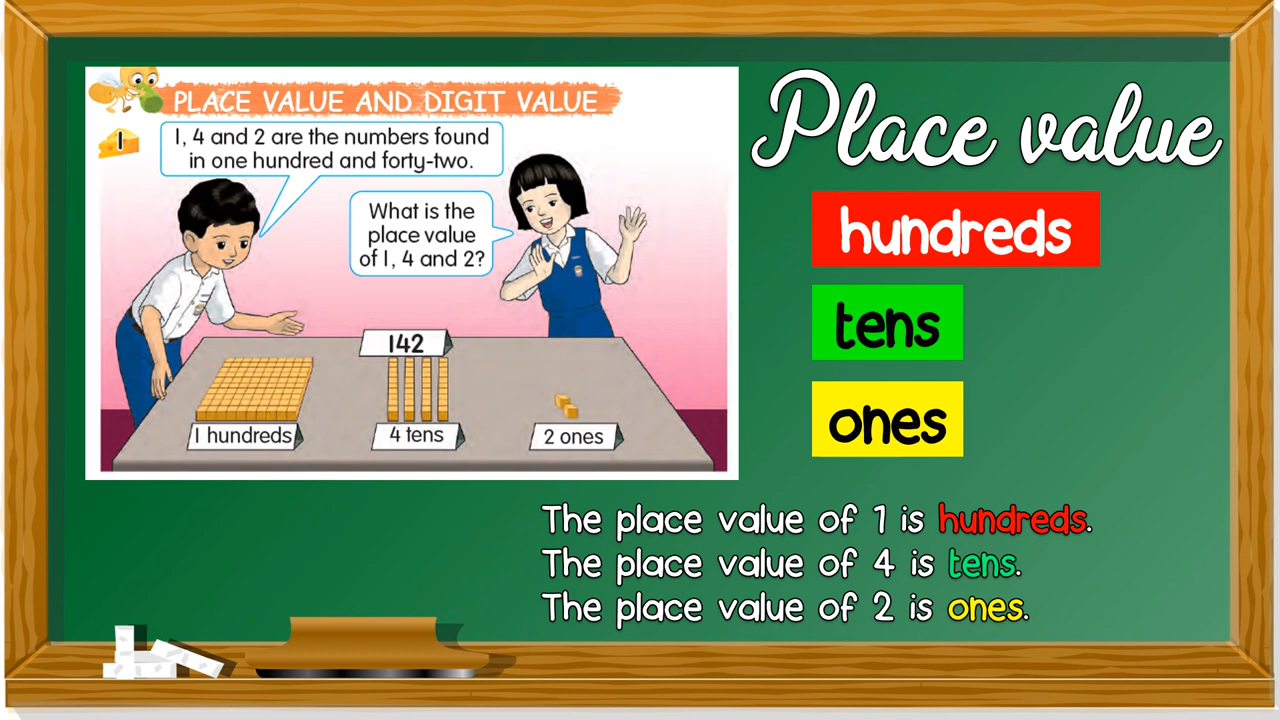 PLACE VALUE AND DIGIT VALUE
1
1, 4 and 2 are the numbers found
in one hundred and forty-two.
What is the
place value
of 1, 4 and 2?
142
1 hundreds
4 tens
2 ones
Place value
hundreds
tens
ones
The place value of 1 is hundreds.
The place value of 4 is tens.
The place value of 2 is ones.